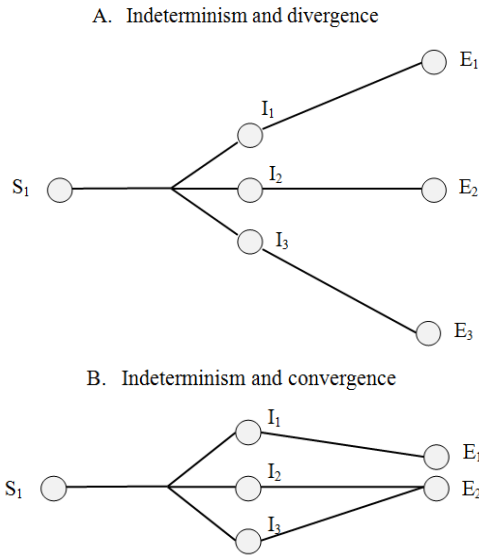 A. Indeterminism and divergence
E₁
I₁
S₁
I₂
E₂
I₃
E₃
B. Indeterminism and convergence
I₁
E₁
I₂
S₁
E₂
I₃